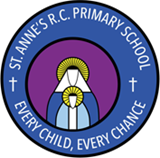 ST. ANNE'S R.C. PRIMARY SCHOOL
EVERY CHILD, EVERY CHANCE